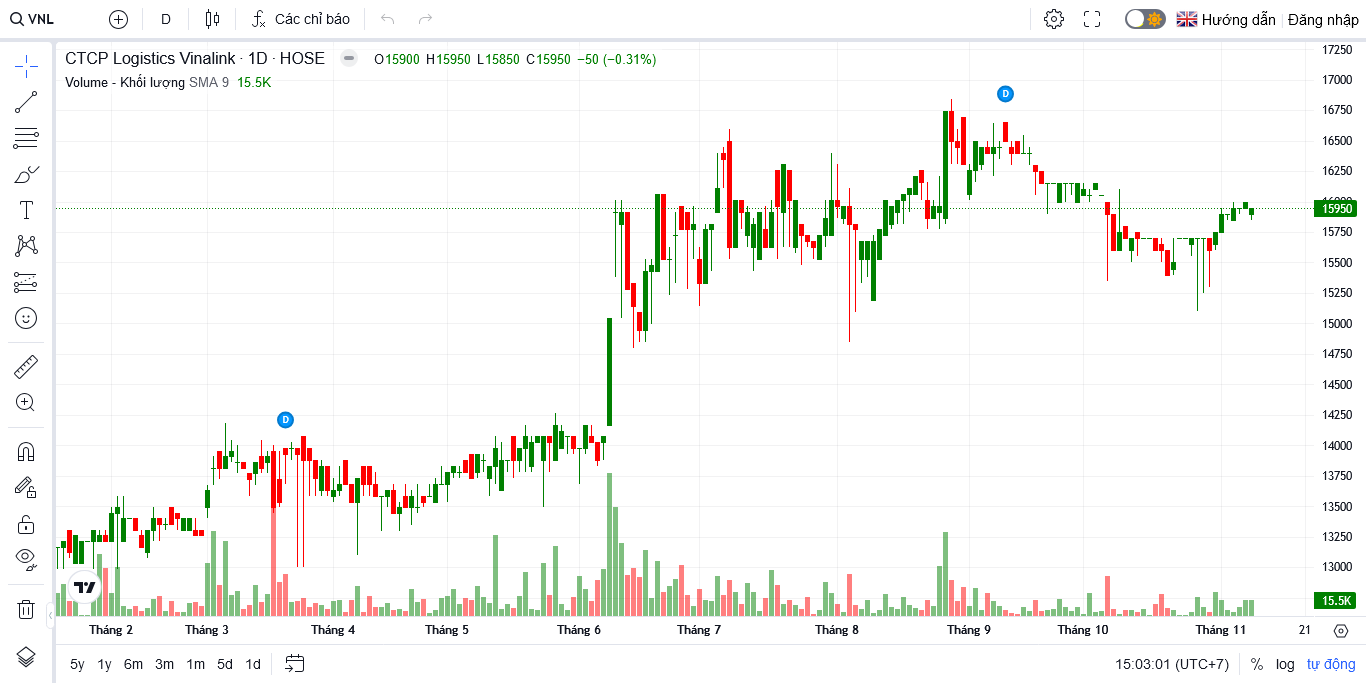 VNL D Các chỉ báo Hướng dẫn Đăng nhập
CTCP Logistics Vinalink · 1D · HOSE O15900 H15950 L15850 C15950 −50 (−0.31%)
Volume - Khối lượng SMA 9 15.5K
17250
17000
D
16750
16500
16250
15950
15750
15500
15250
15000
14750
14500
14250
D
14000
13750
13500
13250
13000
15.5K
Tháng 2 Tháng 3 Tháng 4 Tháng 5 Tháng 6 Tháng 7 Tháng 8 Tháng 9 Tháng 10 Tháng 11 21
5y 1y 6m 3m 1m 5d 1d 15:03:01 (UTC+7) % log tự động